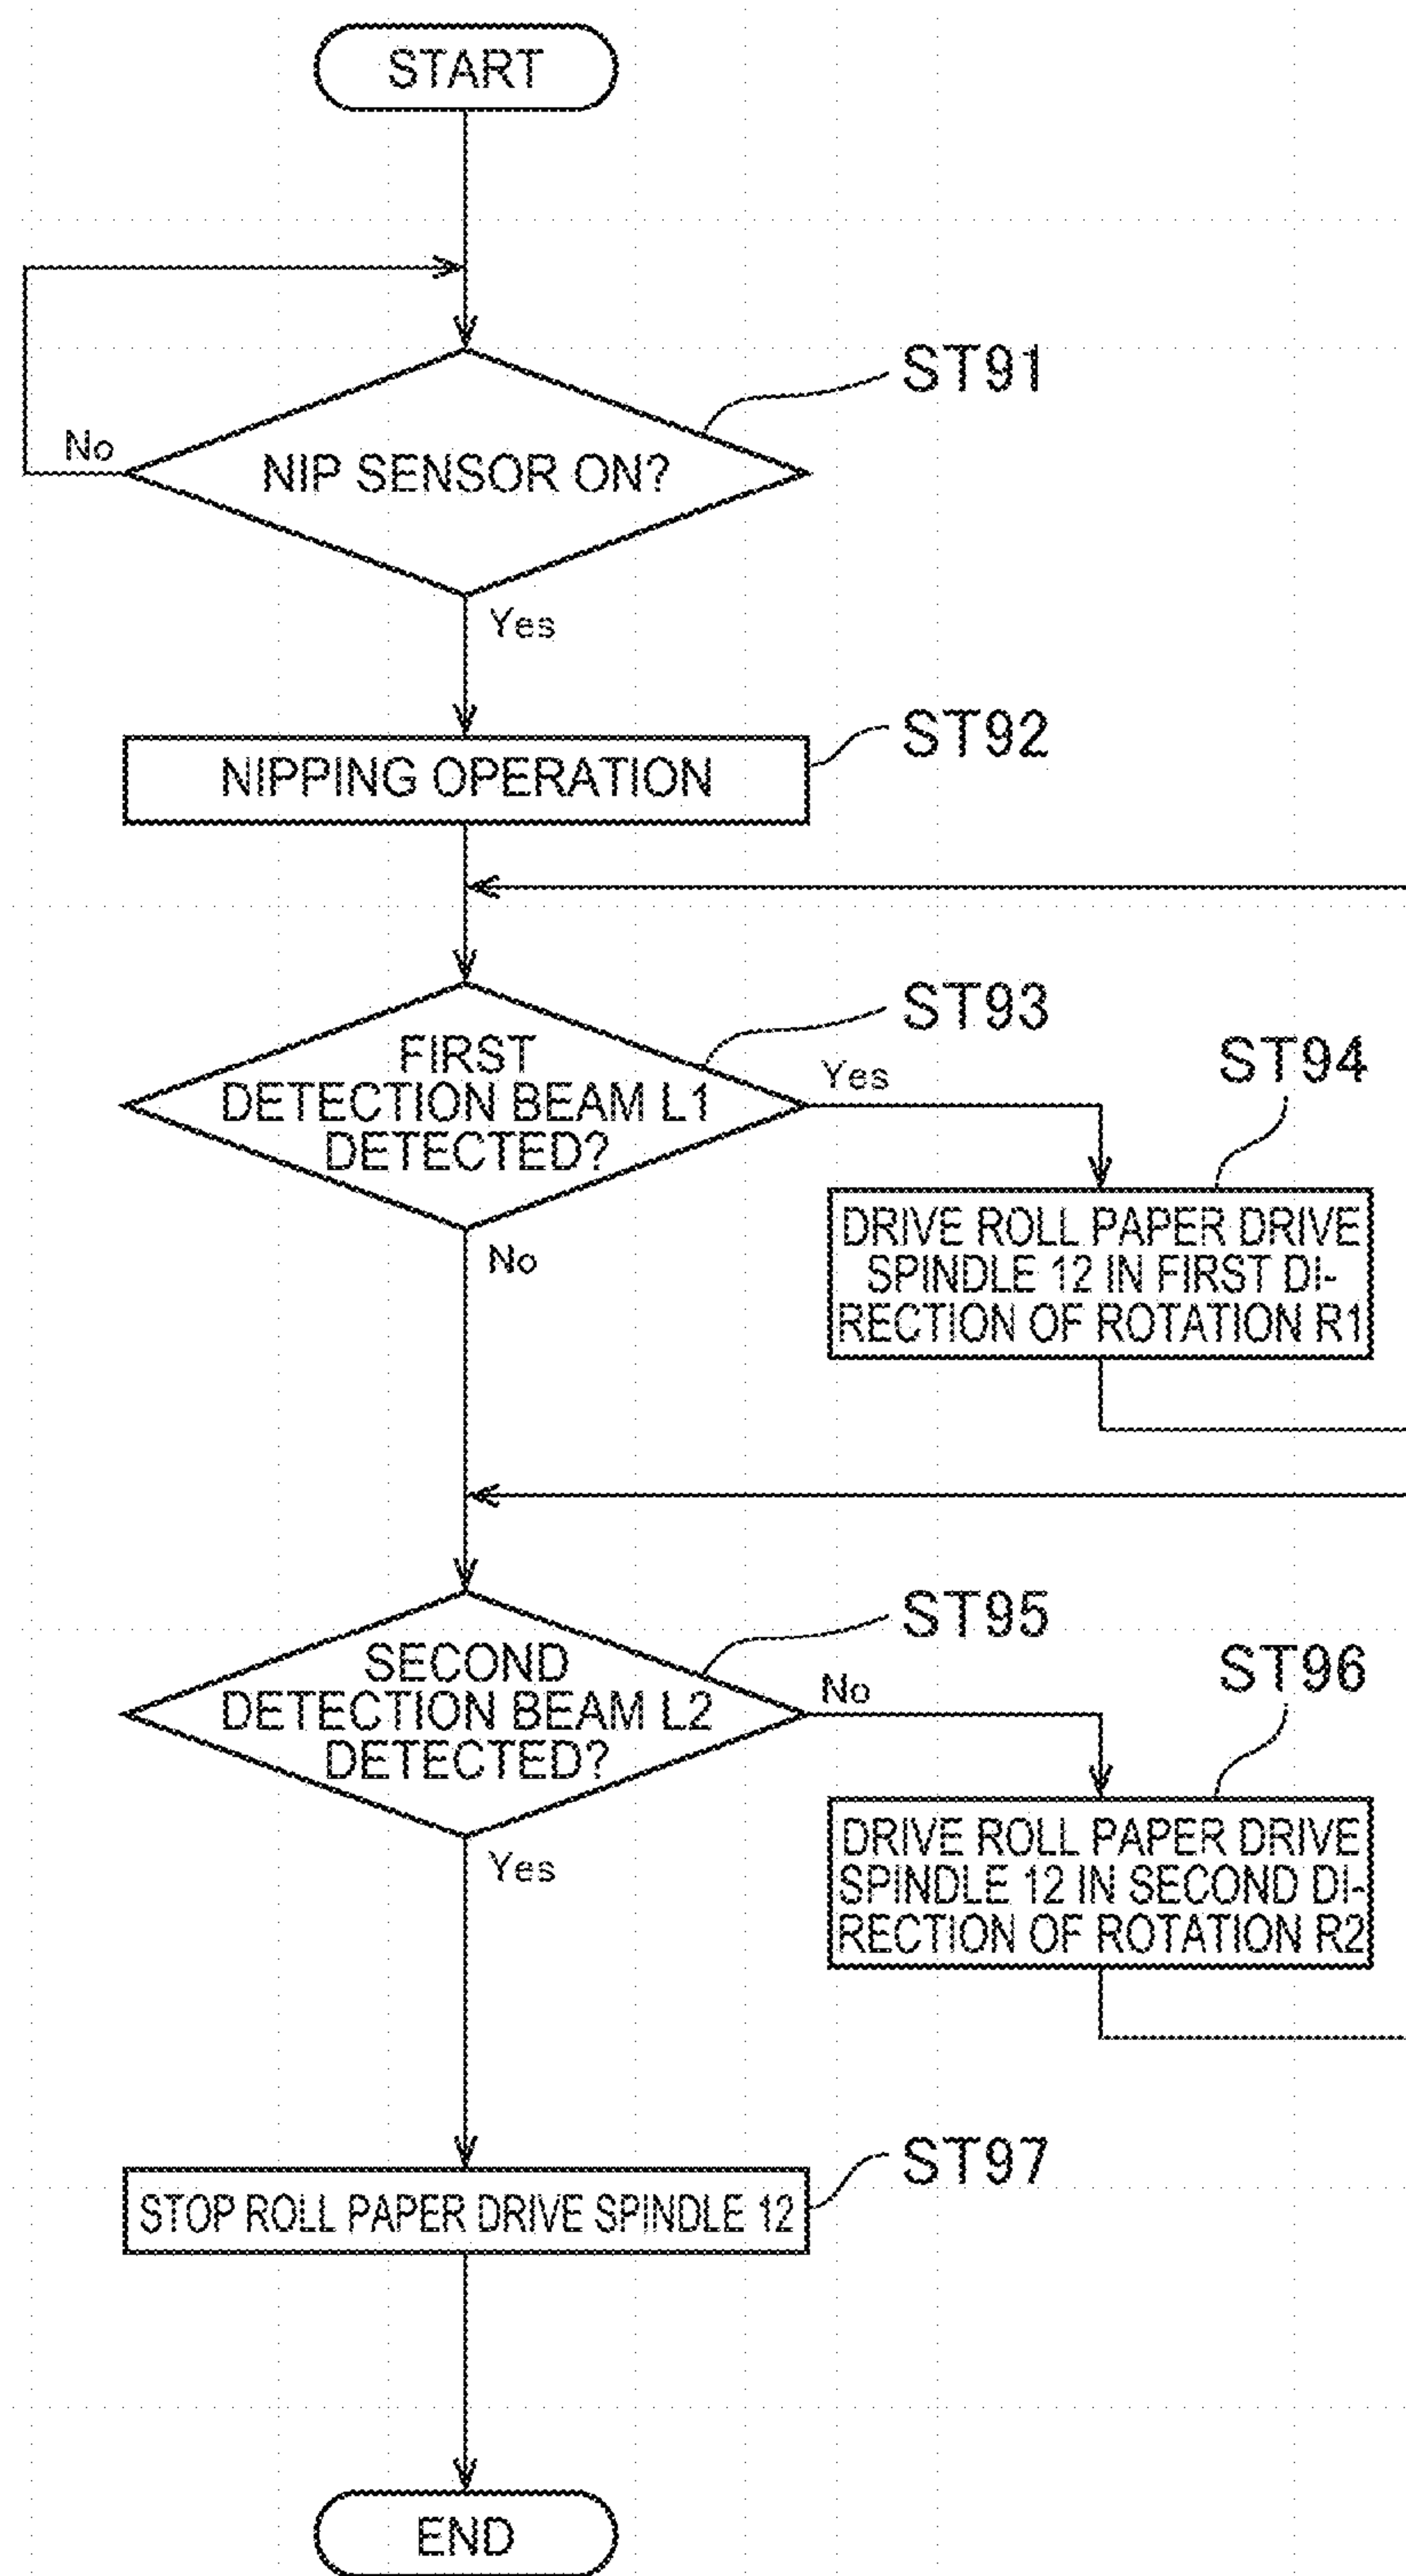 START
ST91
No
NIP SENSOR ON?
Yes
ST92
NIPPING OPERATION
ST93
FIRST
DETECTION BEAM L1
DETECTED?
Yes
No
ST94
DRIVE ROLL PAPER DRIVE
SPINDLE 12 IN FIRST DI-
RECTION OF ROTATION R1
ST95
SECOND
DETECTION BEAM L2
DETECTED?
No
Yes
ST96
DRIVE ROLL PAPER DRIVE
SPINDLE 12 IN SECOND DI-
RECTION OF ROTATION R2
ST97
STOP ROLL PAPER DRIVE SPINDLE 12
END